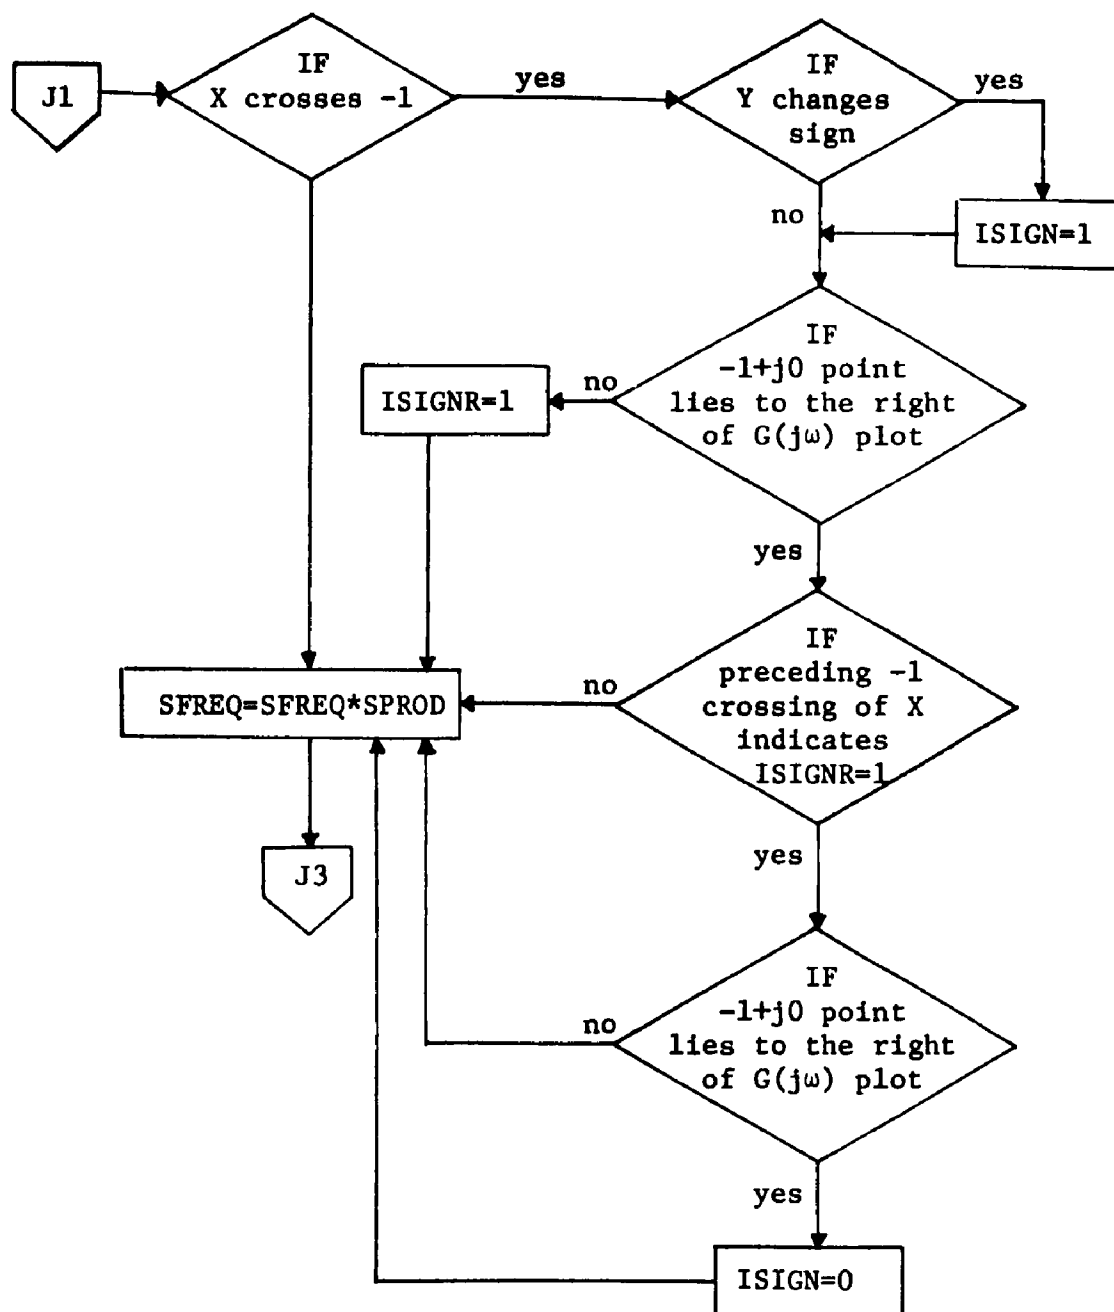 J1
IF
X crosses -1
yes
IF
Y changes
sign
yes
no
ISIGN=1
IF
-1+j0 point
lies to the right
of G(jω) plot
no
ISIGNR=1
yes
IF
preceding -1
crossing of X
indicates
ISIGNR=1
no
SFREQ=SFREQ*SPROD
J3
yes
IF
-1+j0 point
lies to the right
of G(jω) plot
no
yes
ISIGN=0